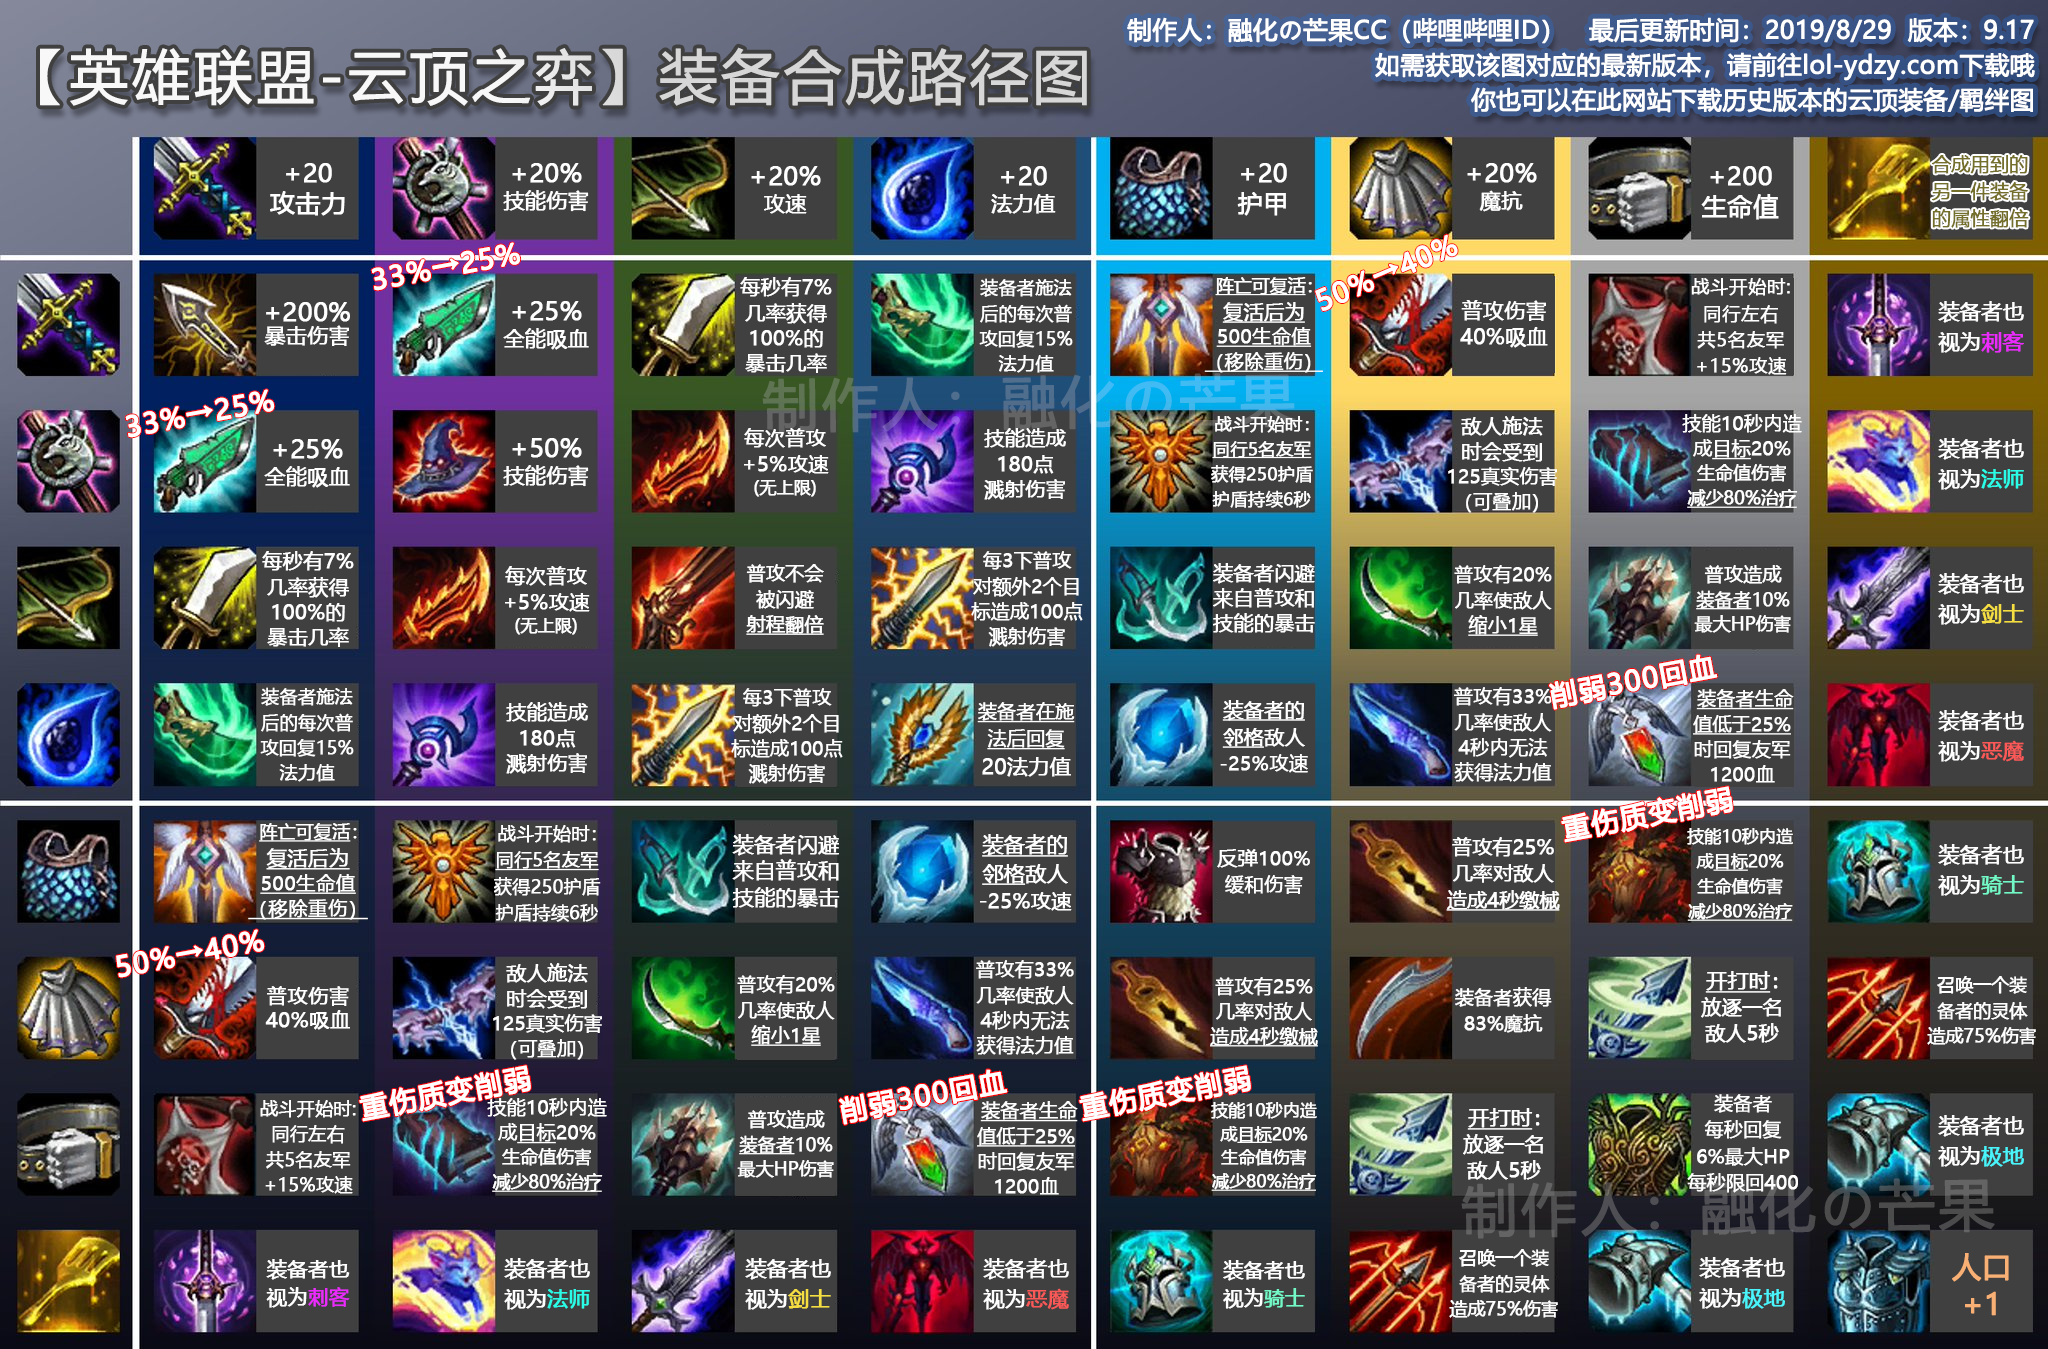 【英雄联盟-云顶之弈】装备合成路径图
制作人：融化の芒果CC（哔哩哔哩ID） 最后更新时间：2019/8/29 版本：9.17
如需获取该图对应的最新版本，请前往lol-ydzy.com下载哦
你也可以在此网站下载历史版本的云顶装备/羁绊图
+20
攻击力
+20%
技能伤害
+20%
攻速
+20
法力值
+20
护甲
+20%
魔抗
+200
生命值
合成用到的
另一件装备
的属性翻倍
+200%
暴击伤害
33%→25%
+25%
全能吸血
每秒有7%
几率获得
100%的
暴击几率
装备者施法
后的每次普
攻回复15%
法力值
阵亡可复活：
复活后为
500生命值
（移除重伤）
50%→40%
普攻伤害
40%吸血
战斗开始时：
同行左右
共5名友军
+15%攻速
装备者也
视为刺客
33%→25%
+25%
全能吸血
+50%
技能伤害
每次普攻
+5%攻速
(无上限)
技能造成
180点
溅射伤害
战斗开始时：
同行5名友军
获得250护盾
护盾持续6秒
敌人施法
时会受到
125真实伤害
(可叠加)
技能10秒内造
成目标20%
生命值伤害
减少80%治疗
装备者也
视为法师
每秒有7%
几率获得
100%的
暴击几率
每次普攻
+5%攻速
(无上限)
普攻不会
被闪避
射程翻倍
每3下普攻
对额外2个目
标造成100点
溅射伤害
装备者闪避
来自普攻和
技能的暴击
普攻有20%
几率使敌人
缩小1星
普攻造成
装备者10%
最大HP伤害
装备者也
视为剑士
装备者施法
后的每次普
攻回复15%
法力值
技能造成
180点
溅射伤害
每3下普攻
对额外2个目
标造成100点
溅射伤害
装备者在施
法后回复
20法力值
装备者的
邻格敌人
-25%攻速
普攻有33%
几率使敌人
4秒内无法
获得法力值
削弱300回血
装备者生命
值低于25%
时回复友军
1200血
装备者也
视为恶魔
阵亡可复活：
复活后为
500生命值
（移除重伤）
战斗开始时：
同行5名友军
获得250护盾
护盾持续6秒
装备者闪避
来自普攻和
技能的暴击
装备者的
邻格敌人
-25%攻速
反弹100%
缓和伤害
普攻有25%
几率对敌人
造成4秒缴械
重伤质变削弱
技能10秒内造
成目标20%
生命值伤害
减少80%治疗
装备者也
视为骑士
50%→40%
普攻伤害
40%吸血
敌人施法
时会受到
125真实伤害
(可叠加)
普攻有20%
几率使敌人
缩小1星
普攻有33%
几率使敌人
4秒内无法
获得法力值
普攻有25%
几率对敌人
造成4秒缴械
装备者获得
83%魔抗
开打时：
放逐一名
敌人5秒
召唤一个装
备者的灵体
造成75%伤害
战斗开始时：
同行左右
共5名友军
+15%攻速
重伤质变削弱
技能10秒内造
成目标20%
生命值伤害
减少80%治疗
普攻造成
装备者10%
最大HP伤害
削弱300回血
装备者生命
值低于25%
时回复友军
1200血
重伤质变削弱
技能10秒内造
成目标20%
生命值伤害
减少80%治疗
开打时：
放逐一名
敌人5秒
装备者
每秒回复
6%最大HP
每秒限回400
装备者也
视为极地
装备者也
视为刺客
装备者也
视为法师
装备者也
视为剑士
装备者也
视为恶魔
装备者也
视为骑士
召唤一个装
备者的灵体
造成75%伤害
装备者也
视为极地
人口
+1
制作人：融化の芒果
制作人：融化の芒果